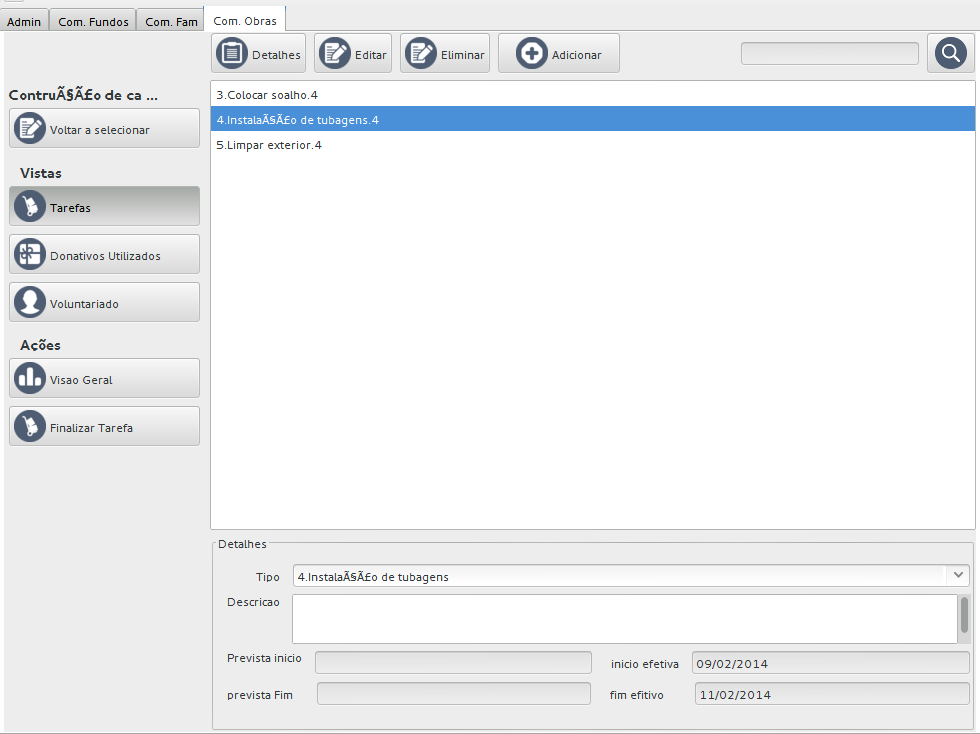 Admin
Com. Fundos
Com. Fam
Com. Obras
Detalhes
Editar
Eliminar
Adicionar
ContruÃ§Ã£o de ca ...
Voltar a selecionar
Vistas
Tarefas
Donativos Utilizados
Voluntariado
Ações
Visao Geral
Finalizar Tarefa
3.Colocar soalho.4
4.InstalaÃ§Ã£o de tubagens.4
5.Limpar exterior.4
Detalhes
Tipo
4.InstalaÃ§Ã£o de tubagens
Descricao
Prevista inicio
inicio efetiva
09/02/2014
prevista Fim
fim efitivo
11/02/2014